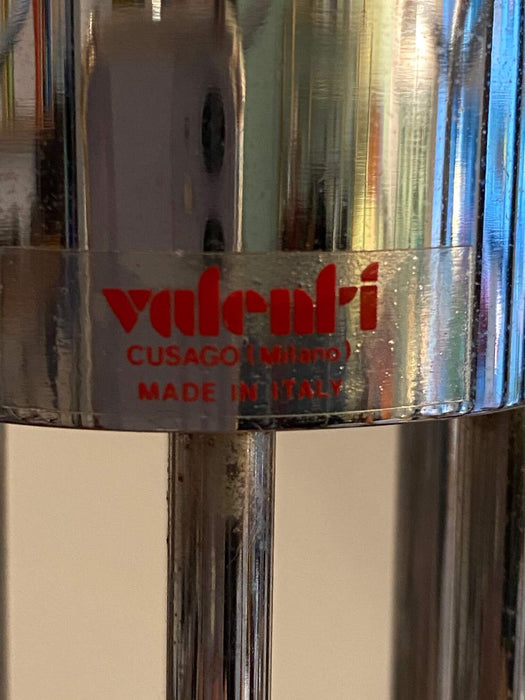 valenti
CUSAGO (Milano)
MADE IN ITALY